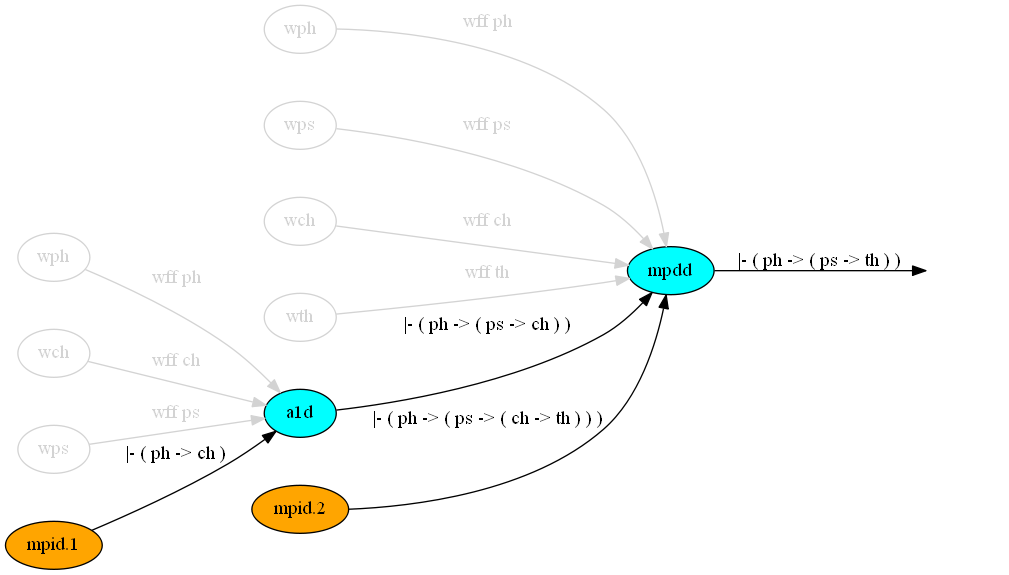 wph
wff ph
wps
wff ps
wch
wff ch
wth
wff th
mpdd
|- ( ph -> ( ps -> th ) )
wph
wff ph
wch
wff ch
wps
wff ps
|- ( ph -> ch )
a1d
|- ( ph -> ( ps -> ch ) )
|- ( ph -> ( ps -> ( ch -> th ) ) )
mpid.2
mpid.1